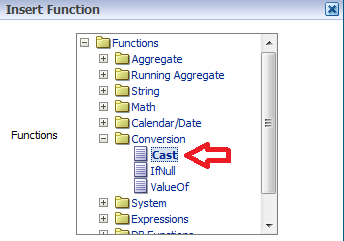 Insert Function
Functions
Functions
Aggregate
Running Aggregate
String
Math
Calendar/Date
Conversion
Cast
IfNull
ValueOf
System
Expressions
DB Functions